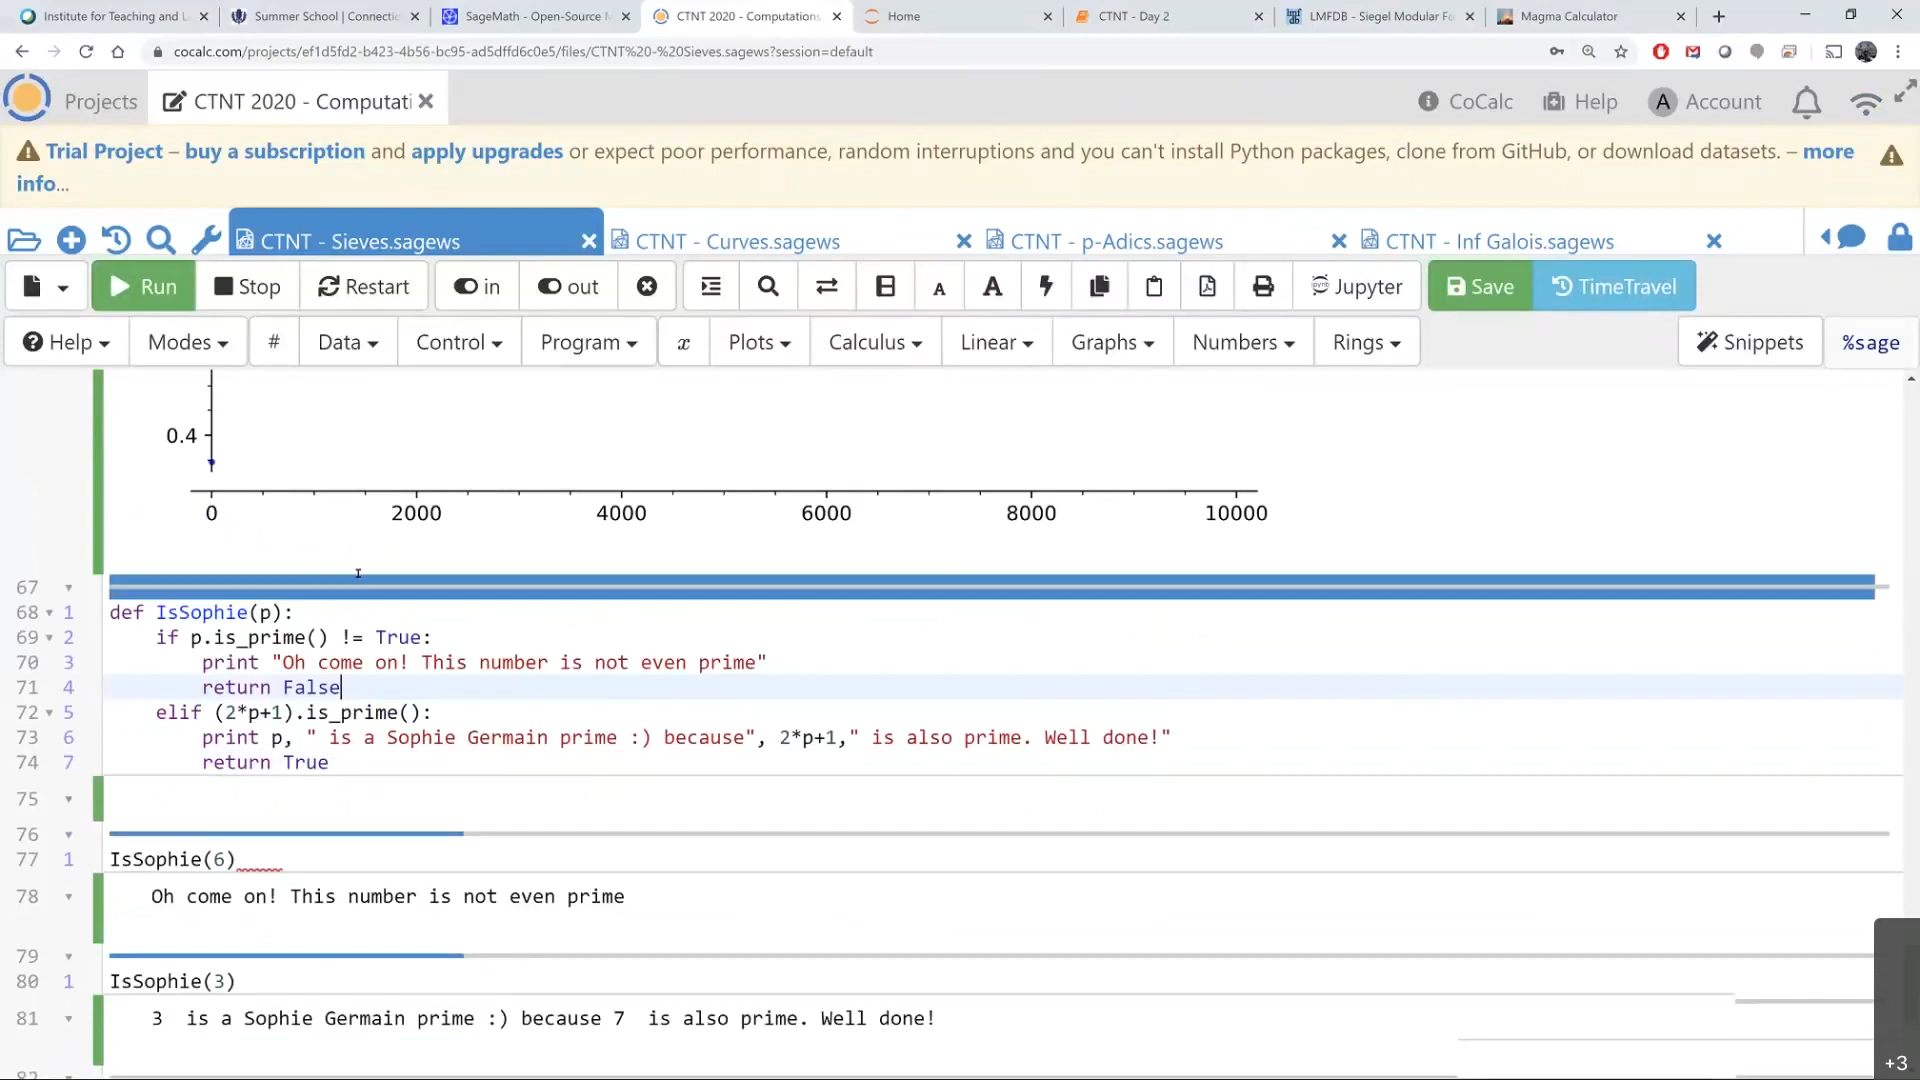 Institute for Teaching and L
Summer School | Connectic
SageMath - Open-Source M
CTNT 2020 - Computations
Home
CTNT - Day 2
LMFDB - Siegel Modular Fo
Magma Calculator
cocalc.com/projects/ef1d5fd2-b423-4b56-bc95-ad5dffd6c0e5/files/CTNT%20-%20Sieves.sagews?session=default
Projects
CTNT 2020 - Computati
CoCalc
Help
A Account
Trial Project – buy a subscription and apply upgrades or expect poor performance, random interruptions and you can't install Python packages, clone from GitHub, or download datasets. – more
info...
CTNT - Sieves.sagews
CTNT - Curves.sagews
CTNT - p-Adics.sagews
CTNT - Inf Galois.sagews
Run
Stop
Restart
in
out
A
A
Jupyter
Save
TimeTravel
Help
Modes
#
Data
Control
Program
x
Plots
Calculus
Linear
Graphs
Numbers
Rings
Snippets
%sage
0.4
0 2000 4000 6000 8000 10000
67
68 1 def IsSophie(p):
69 2 if p.is_prime() != True:
70 3 print "Oh come on! This number is not even prime"
71 4 return False
72 5 elif (2*p+1).is_prime():
73 6 print p, " is a Sophie Germain prime :) because", 2*p+1," is also prime. Well done!"
74 7 return True
75
76
77 1 IsSophie(6)
78 Oh come on! This number is not even prime
79
80 1 IsSophie(3)
81 3 is a Sophie Germain prime :) because 7 is also prime. Well done!
82
+3